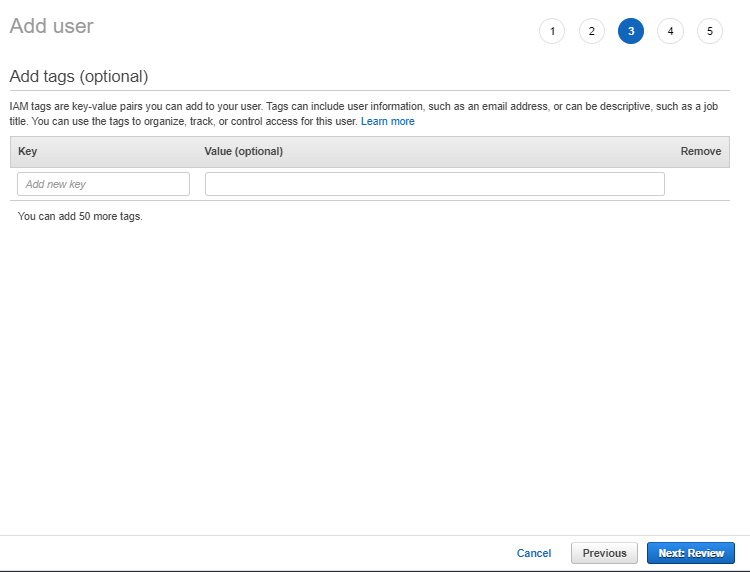 Add user
1 2 3 4 5
Add tags (optional)
IAM tags are key-value pairs you can add to your user. Tags can include user information, such as an email address, or can be descriptive, such as a job
title. You can use the tags to organize, track, or control access for this user. Learn more
Key Value (optional) Remove
Add new key
You can add 50 more tags.
Cancel Previous Next: Review